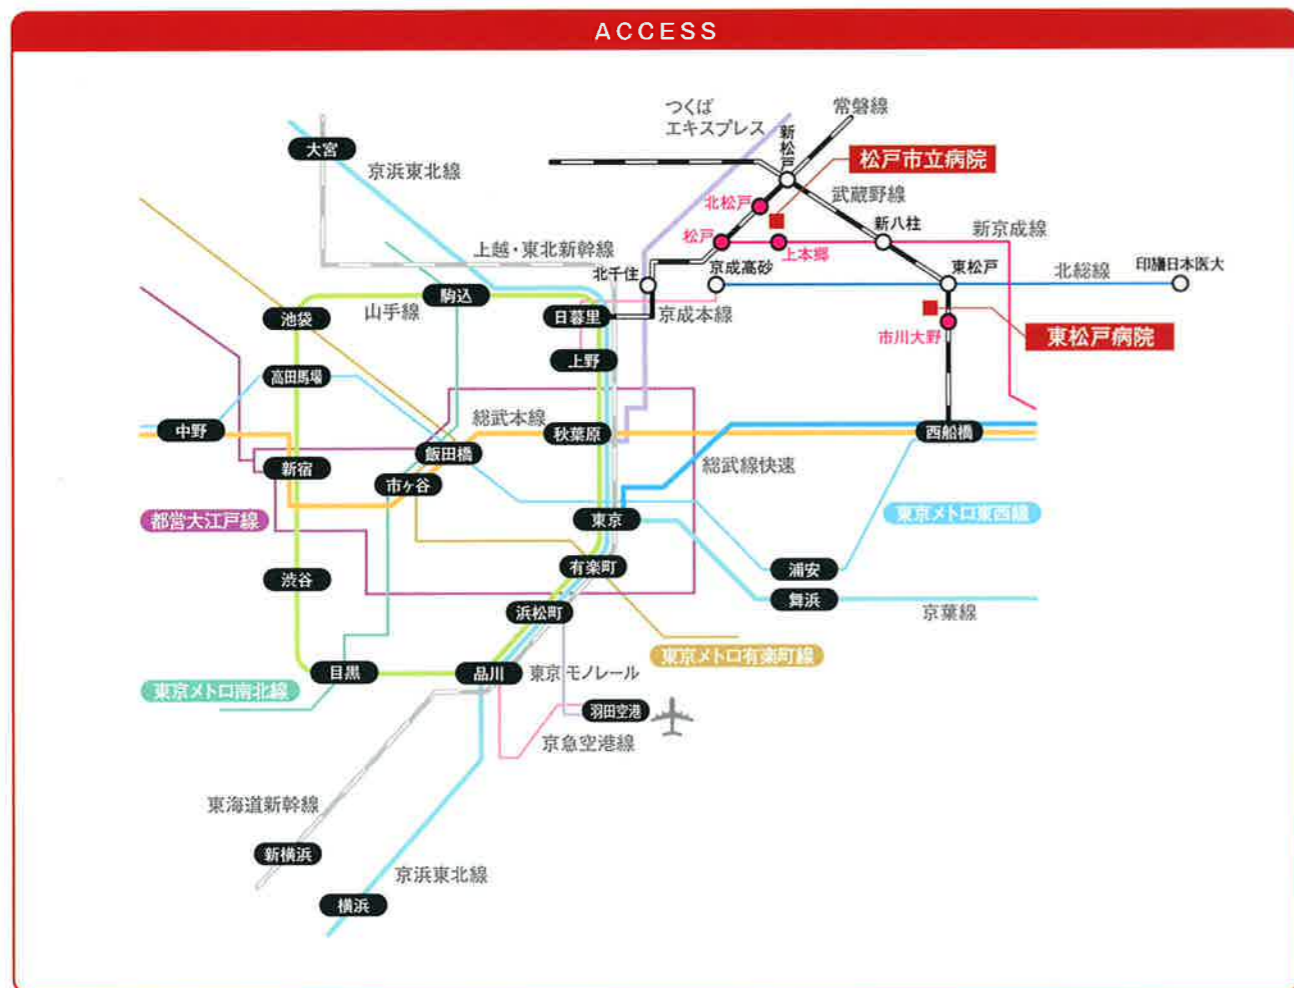 ACCESS
つくば
エキスプレス
常磐線
新松戸
大宮
京浜東北線
松戸市立病院
北松戸
武蔵野線
新八柱
新京成線
松戸
上本郷
上越・東北新幹線
北千住
京成高砂
東松戸
北総線
印旛日本医大
駒込
山手線
池袋
日暮里
京成本線
東松戸病院
市川大野
上野
高田馬場
総武本線
中野
秋葉原
西船橋
飯田橋
新宿
総武線快速
市ヶ谷
都営大江戸線
東京
東京メトロ東西線
有楽町
浦安
渋谷
舞浜
浜松町
京葉線
東京メトロ有楽町線
目黒
品川
東京モノレール
東京メトロ南北線
羽田空港
京急空港線
東海道新幹線
新横浜
京浜東北線
横浜